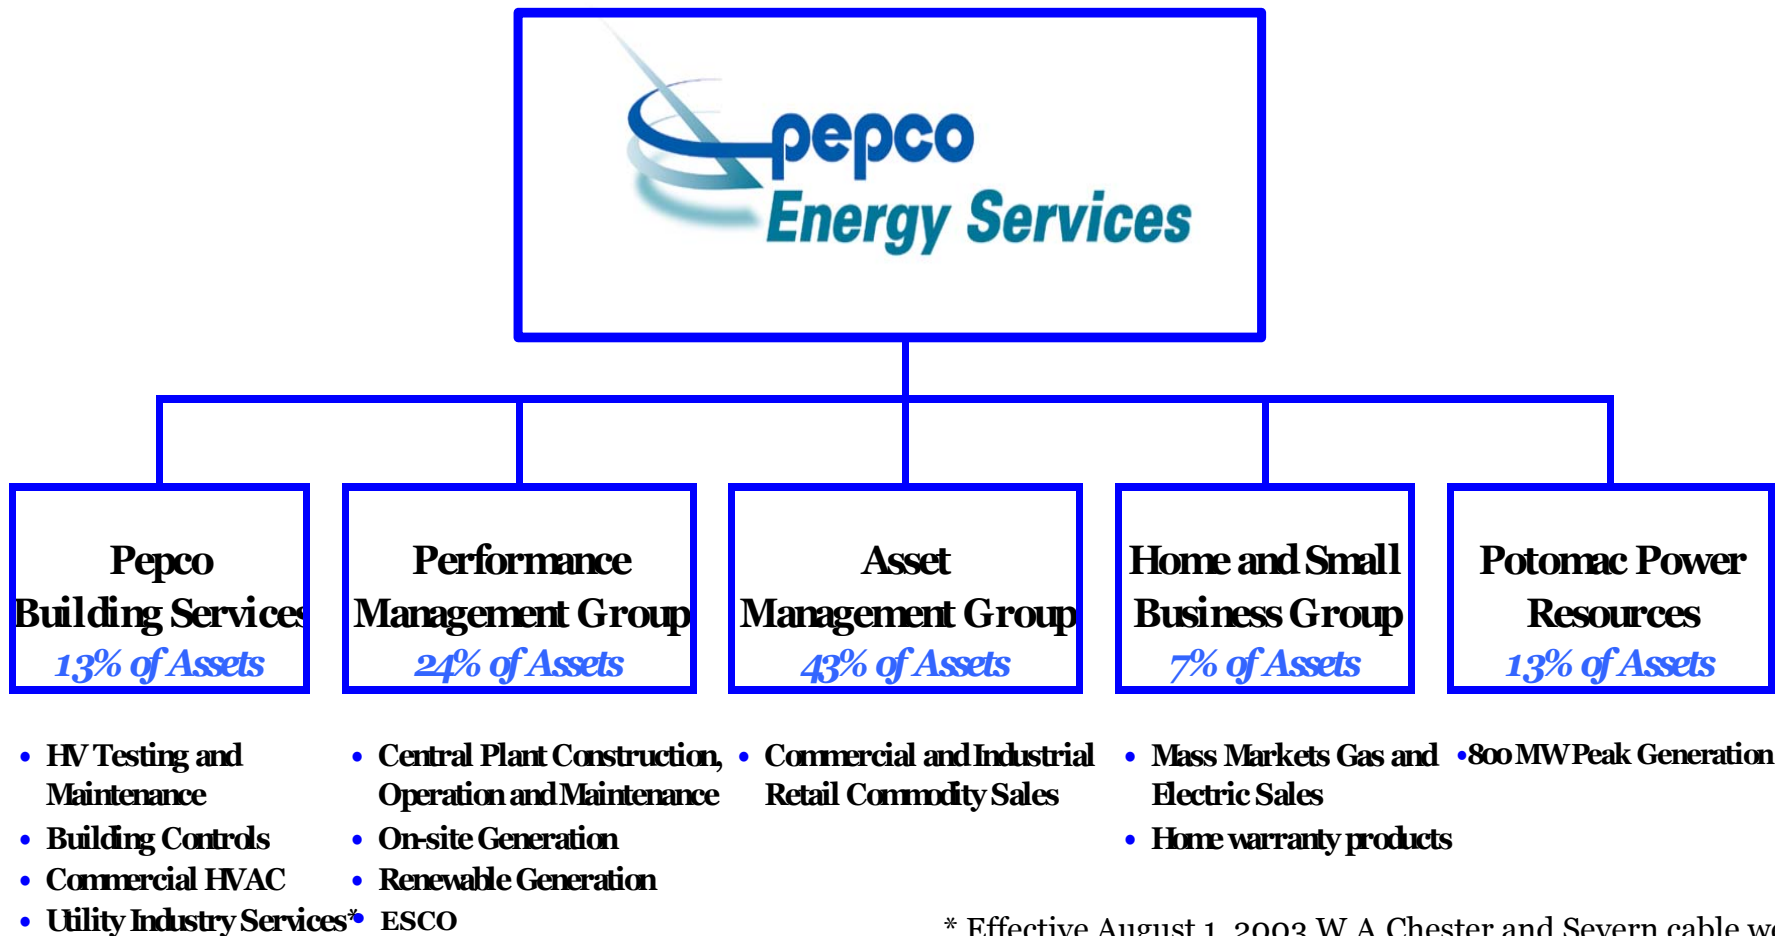 pepco
Energy Services
Pepco
Building Services
13% of Assets
Performance
Management Group
24% of Assets
Asset
Management Group
43% of Assets
Home and Small
Business Group
7% of Assets
Potomac Power
Resources
13% of Assets
• HV Testing and
Maintenance
• Building Controls
• Commercial HVAC
• Utility Industry Services*
• Central Plant Construction,
Operation and Maintenance
• On-site Generation
• Renewable Generation
• ESCO
• Commercial and Industrial
Retail Commodity Sales
• Mass Markets Gas and
Electric Sales
• Home warranty products
•800 MW Peak Generation
* Effective August 1, 2003 W.A Chester and Severn cable we